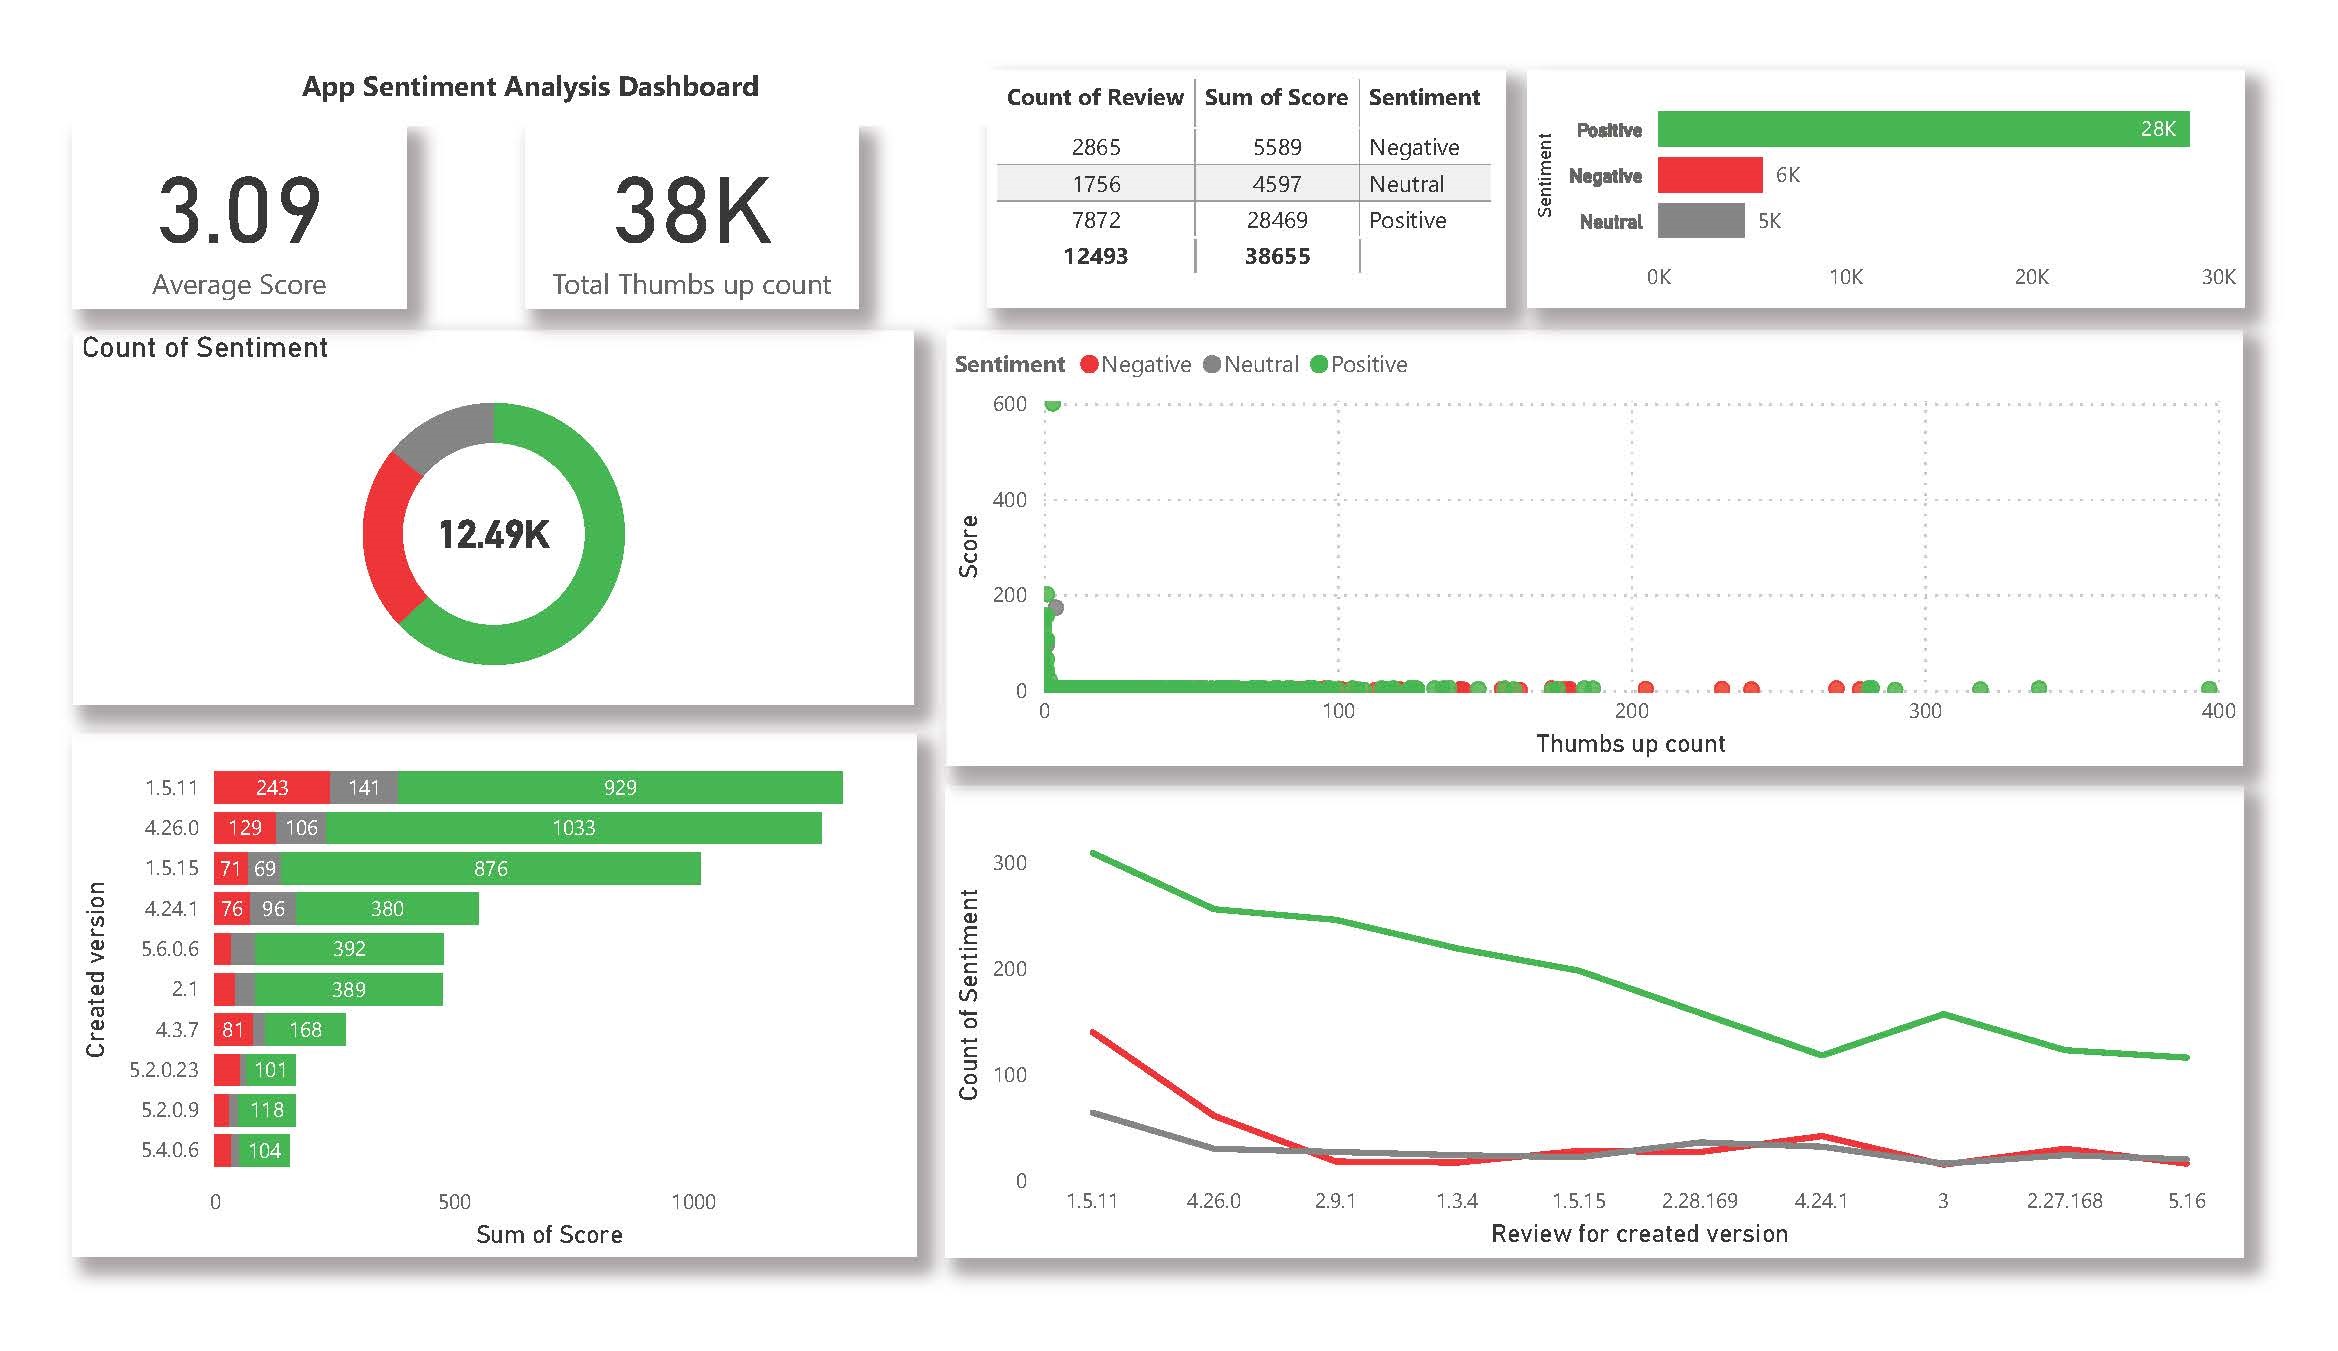 App Sentiment Analysis Dashboard
3.09
Average Score
38K
Total Thumbs up count
Count of Review Sum of Score Sentiment
2865 5589 Negative
1756 4597 Neutral
7872 28469 Positive
12493 38655
Sentiment
Positive 28K
Negative 6K
Neutral 5K
0K 10K 20K 30K
Count of Sentiment
12.49K
Sentiment Negative Neutral Positive
Score
600
400
200
0
0 100 200 300 400
Thumbs up count
Created version
1.5.11 243 141 929
4.26.0 129 106 1033
1.5.15 71 69 876
4.24.1 76 96 380
5.6.0.6 392
2.1 389
4.3.7 81 168
5.2.0.23 101
5.2.0.9 118
5.4.0.6 104
0 500 1000
Sum of Score
Count of Sentiment
300
200
100
0
1.5.11 4.26.0 2.9.1 1.3.4 1.5.15 2.28.169 4.24.1 3 2.27.168 5.16
Review for created version